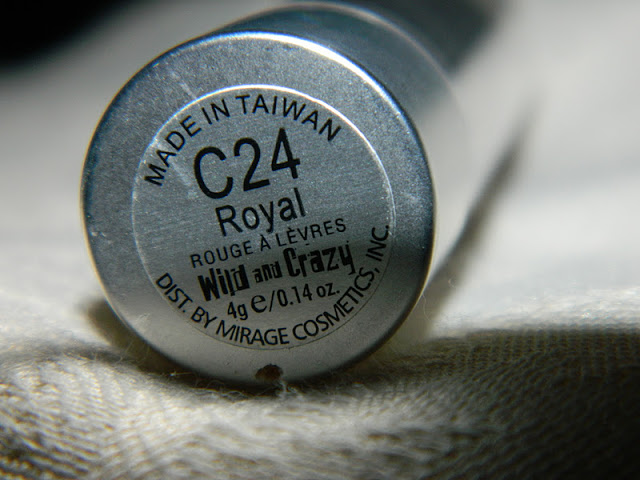 MADE IN TAIWAN
C24
Royal
ROUGE À LÈVRES
Wild and Crazy
4g e/0.14 oz.
DIST. BY MIRAGE COSMETICS, INC.